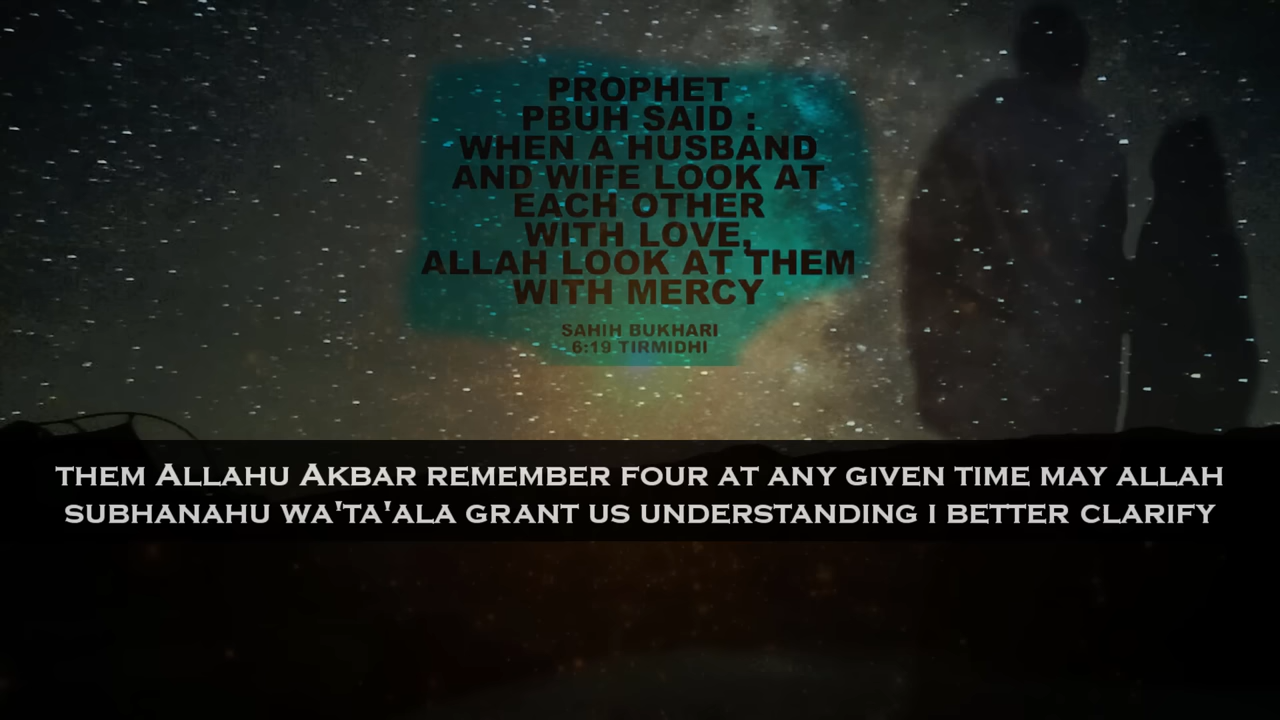 PROPHET
PBUH SAID :
WHEN A HUSBAND
AND WIFE LOOK AT
EACH OTHER
WITH LOVE,
ALLAH LOOK AT THEM
WITH MERCY
SAHIH BUKHARI
6:19 TIRMIDHI
THEM ALLAHU AKBAR REMEMBER FOUR AT ANY GIVEN TIME MAY ALLAH
SUBHANAHU WA'TA'ALA GRANT US UNDERSTANDING I BETTER CLARIFY